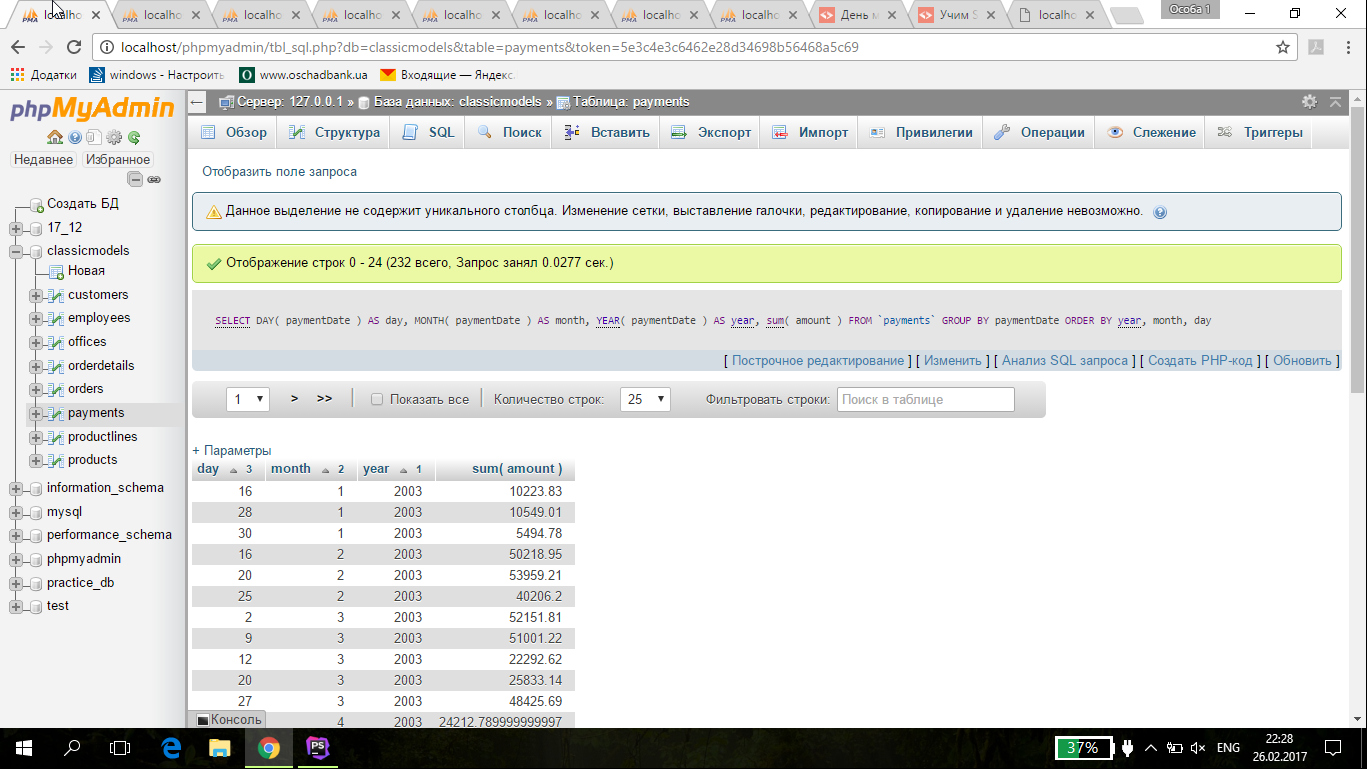 localho
localho
localho
localho
localho
localho
localho
localho
День м
Учим S
localho
Особа 1
localhost/phpmyadmin/tbl_sql.php?db=classicmodels&table=payments&token=5e3c4e3c6462e28d34698b56468a5c69
Додатки windows - Настроить www.oschadbank.ua Входящие — Яндекс
phpMyAdmin
Недавнее Избранное
Создать БД
17_12
classicmodels
Новая
customers
employees
offices
orderdetails
orders
payments
productlines
products
information_schema
mysql
performance_schema
phpmyadmin
practice_db
test
Сервер: 127.0.0.1 » База данных: classicmodels » Таблица: payments
Обзор Структура SQL Поиск Вставить Экспорт Импорт Привилегии Операции Слежение Триггеры
Отобразить поле запроса
Данное выделение не содержит уникального столбца. Изменение сетки, выставление галочки, редактирование, копирование и удаление невозможно.
Отображение строк 0 - 24 (232 всего, Запрос занял 0.0277 сек.)
SELECT DAY( paymentDate ) AS day, MONTH( paymentDate ) AS month, YEAR( paymentDate ) AS year, sum( amount ) FROM `payments` GROUP BY paymentDate ORDER BY year, month, day
[ Построчное редактирование ] [ Изменить ] [ Анализ SQL запроса ] [ Создать PHP-код ] [ Обновить ]
1 > >> Показать все Количество строк: 25 Фильтровать строки: Поиск в таблице
+ Параметры
day 3 month 2 year 1 sum( amount )
16 1 2003 10223.83
28 1 2003 10549.01
30 1 2003 5494.78
16 2 2003 50218.95
20 2 2003 53959.21
25 2 2003 40206.2
2 3 2003 52151.81
9 3 2003 51001.22
12 3 2003 22292.62
20 3 2003 25833.14
27 3 2003 48425.69
Консоль 4 2003 24212.789999999997
37% ENG 22:28
26.02.2017